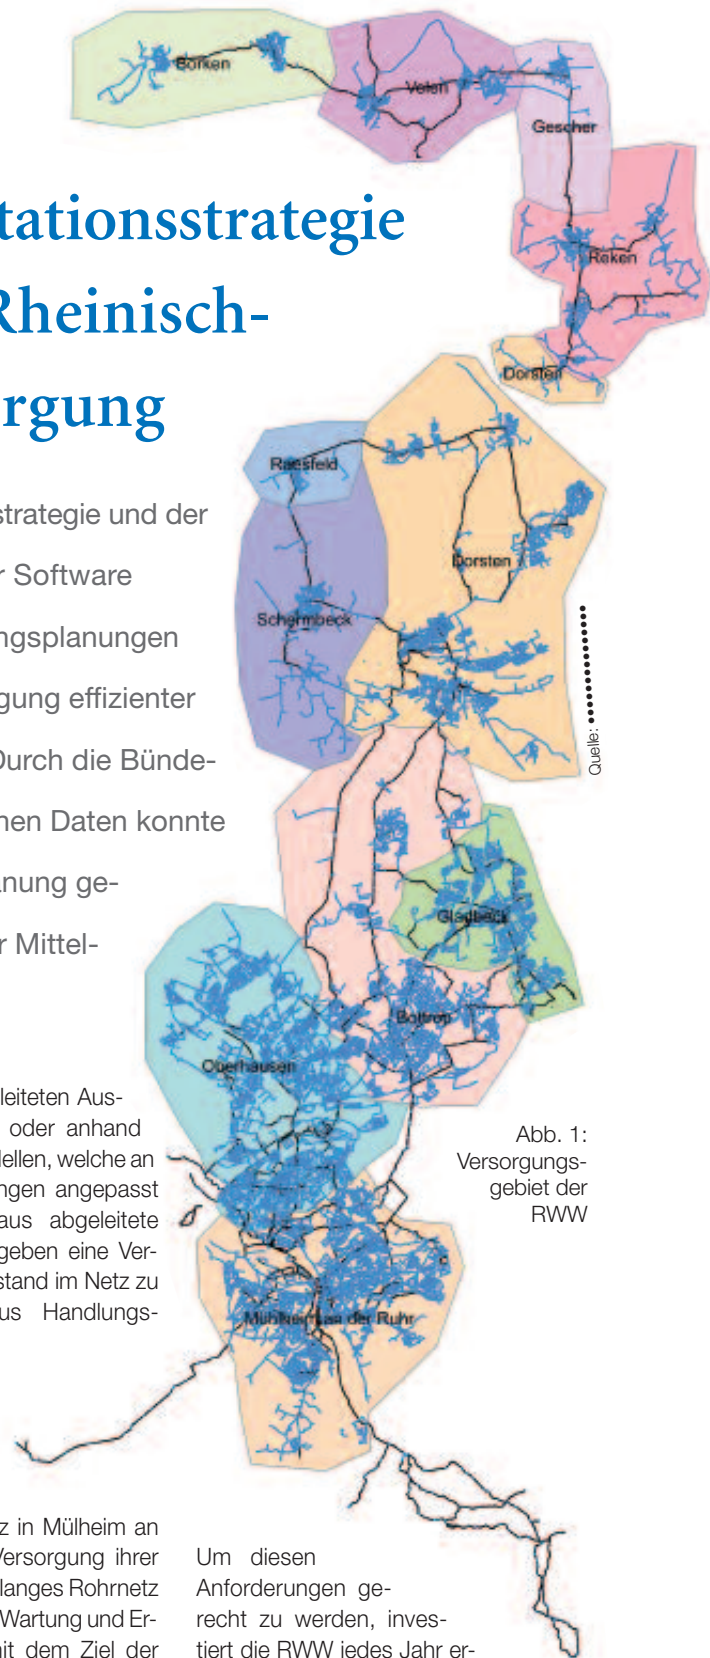 Borken
Velen
Gescher
tationsstrategie
Reken
Rheinisch-
Dorsten
rgung
Raesfeld
strategie und der
Dorsten
r Software
Schermbeck
ngsplanungen
gung effizienter
Quelle: ••••••••••••••
Durch die Bünde-
nen Daten konnte
anung ge-
Gladbeck
r Mittel-
Bottrop
Oberhausen
leiteten Aus-
oder anhand
dellen, welche an
ngen angepasst
aus abgeleitete
geben eine Ver-
stand im Netz zu
us Handlungs-
Abb. 1:
Versorgungs-
gebiet der
RWW
Mülheim an der Ruhr
z in Mülheim an
Versorgung ihrer
langes Rohrnetz
Wartung und Er-
mit dem Ziel der
Um diesen
Anforderungen ge-
recht zu werden, inves-
tiert die RWW jedes Jahr er-